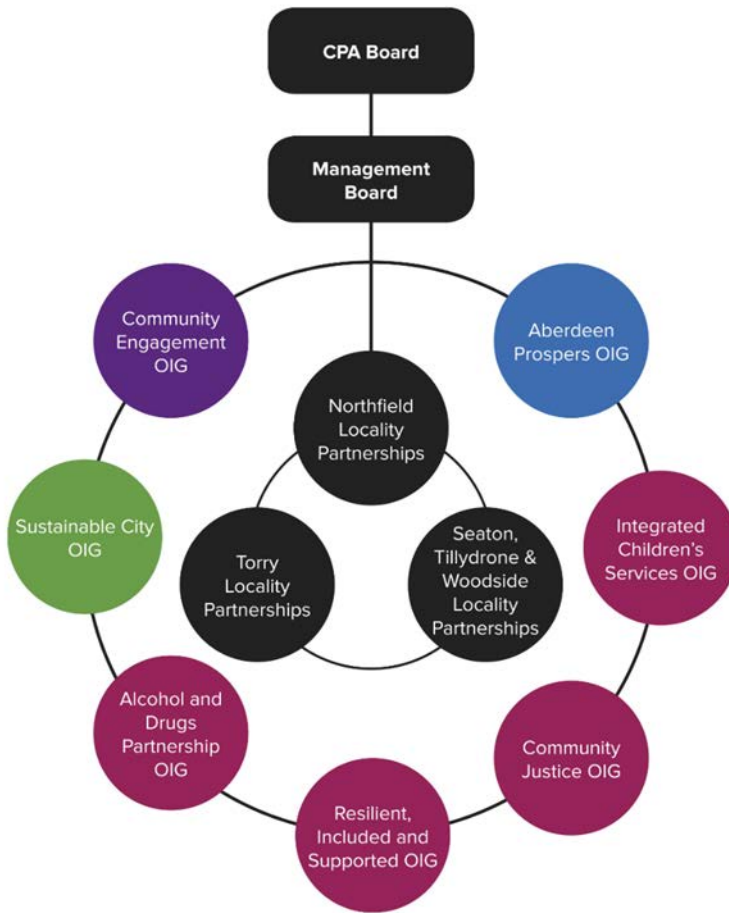 CPA Board
Management
Board
Community
Engagement
OIG
Aberdeen
Prospers OIG
Northfield
Locality
Partnerships
Sustainable City
OIG
Torry
Locality
Partnerships
Seaton,
Tillydrone &
Woodside
Locality
Partnerships
Integrated
Children’s
Services OIG
Alcohol and
Drugs
Partnership
OIG
Community
Justice OIG
Resilient,
Included and
Supported OIG